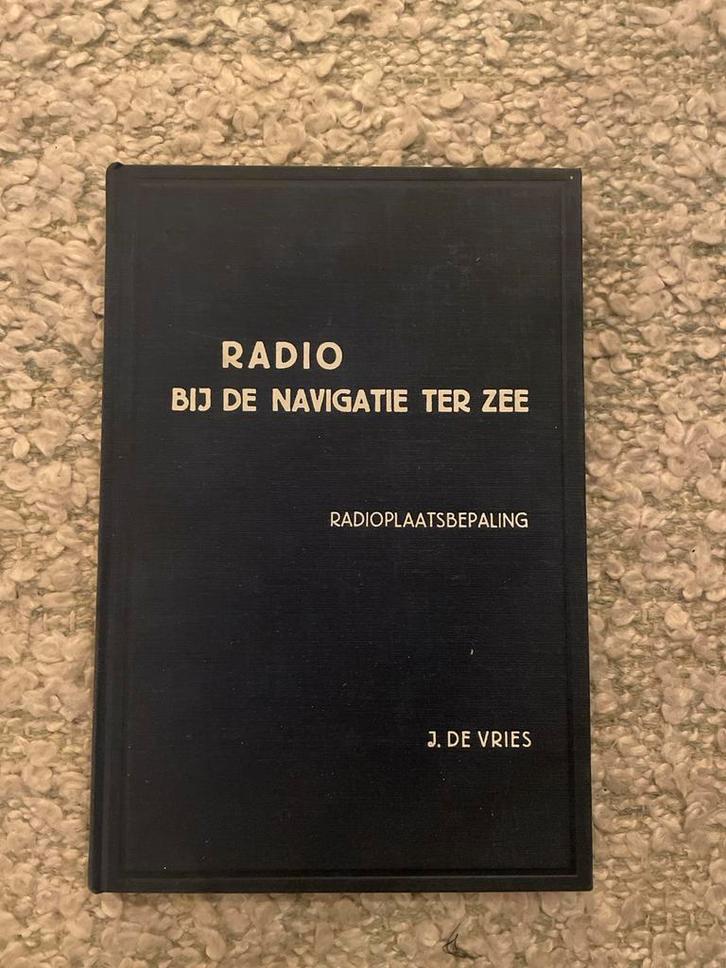 RADIO
BIJ DE NAVIGATIE TER ZEE
RADIOPLAATSBEPALING
J. DE VRIES